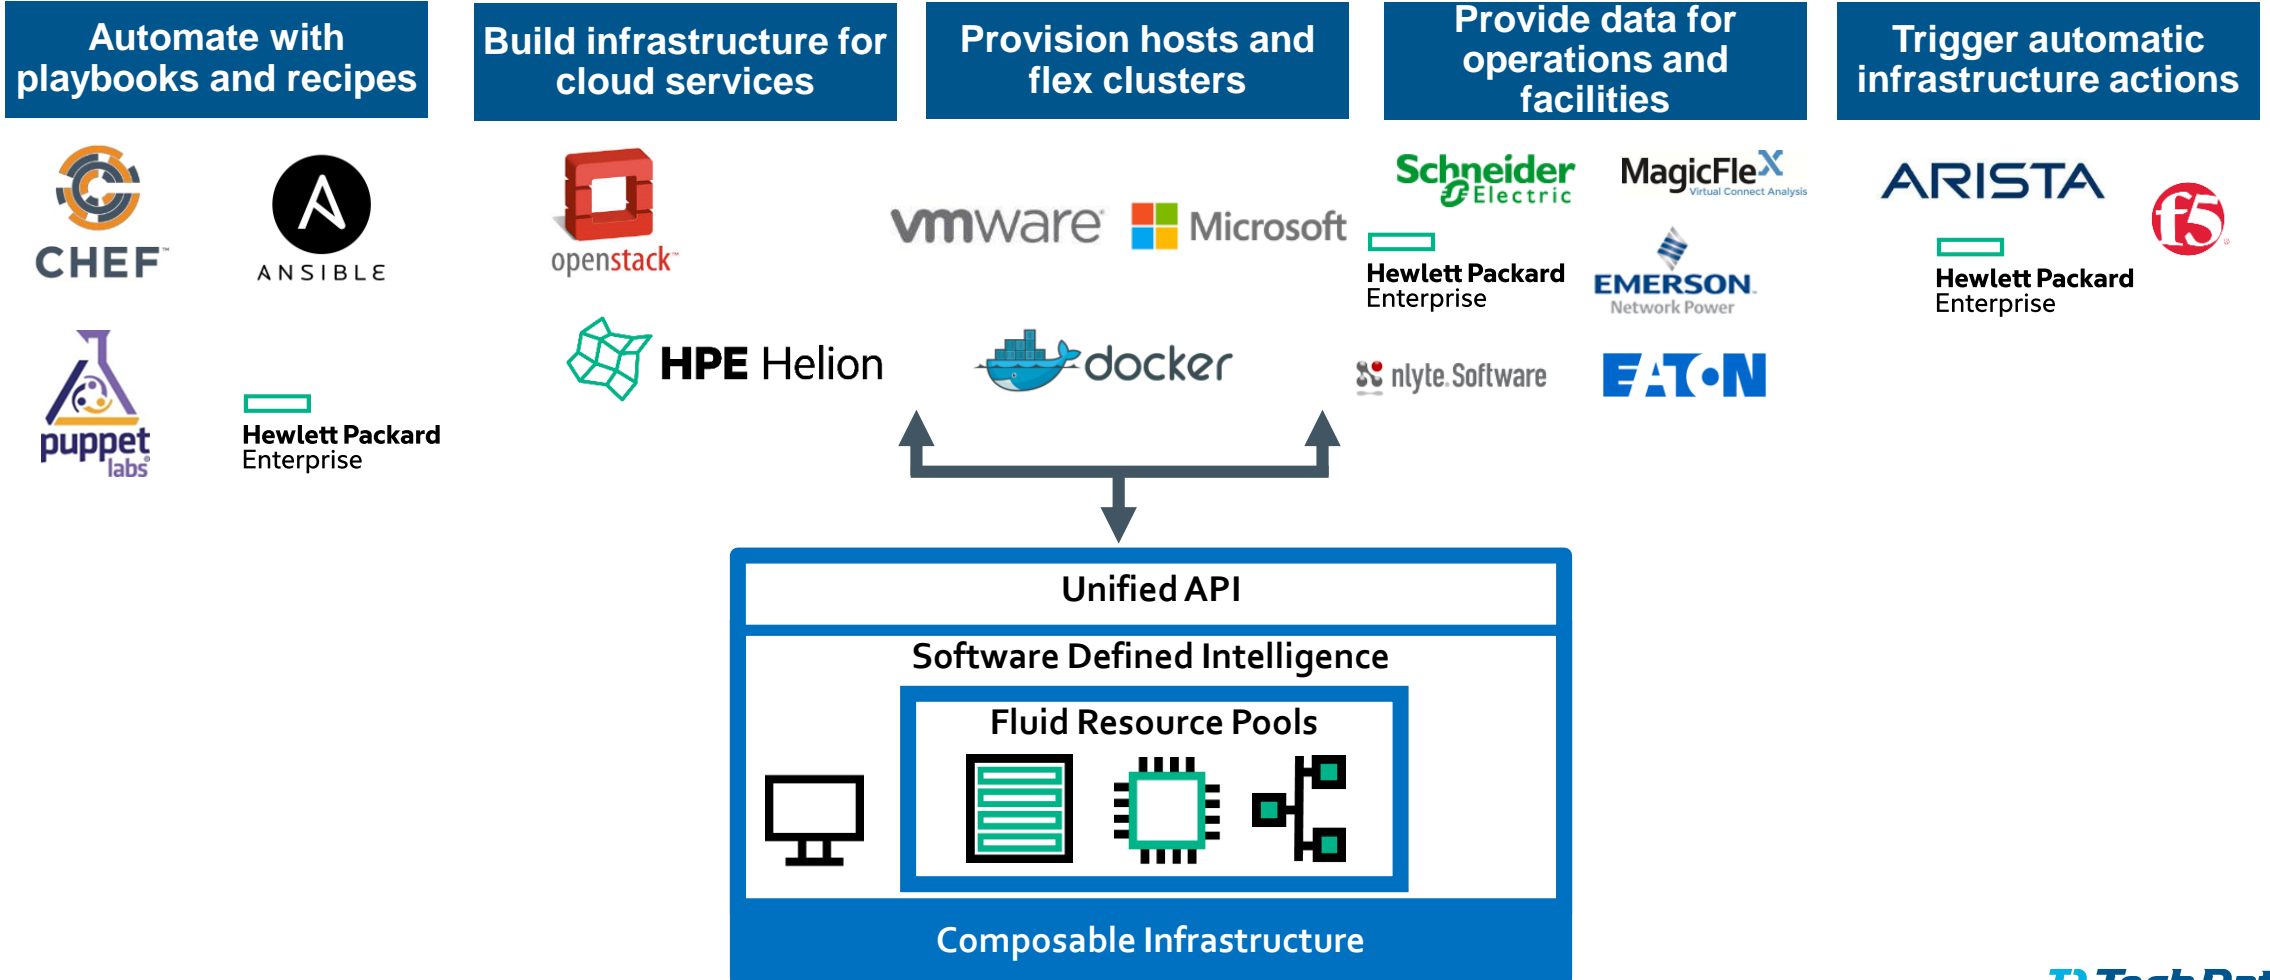 Automate with
playbooks and recipes
Build infrastructure for
cloud services
Provision hosts and
flex clusters
Provide data for
operations and
facilities
Trigger automatic
infrastructure actions
CHEF™
ANSIBLE
puppet
labs®
Hewlett Packard
Enterprise
openstack™
HPE Helion
vmware®
Microsoft
docker
Schneider
Electric
MagicFleX
Virtual Connect Analysis
Hewlett Packard
Enterprise
EMERSON™
Network Power
nlyte Software
EATON
ARISTA
f5
Hewlett Packard
Enterprise
Unified API
Software Defined Intelligence
Fluid Resource Pools
Composable Infrastructure